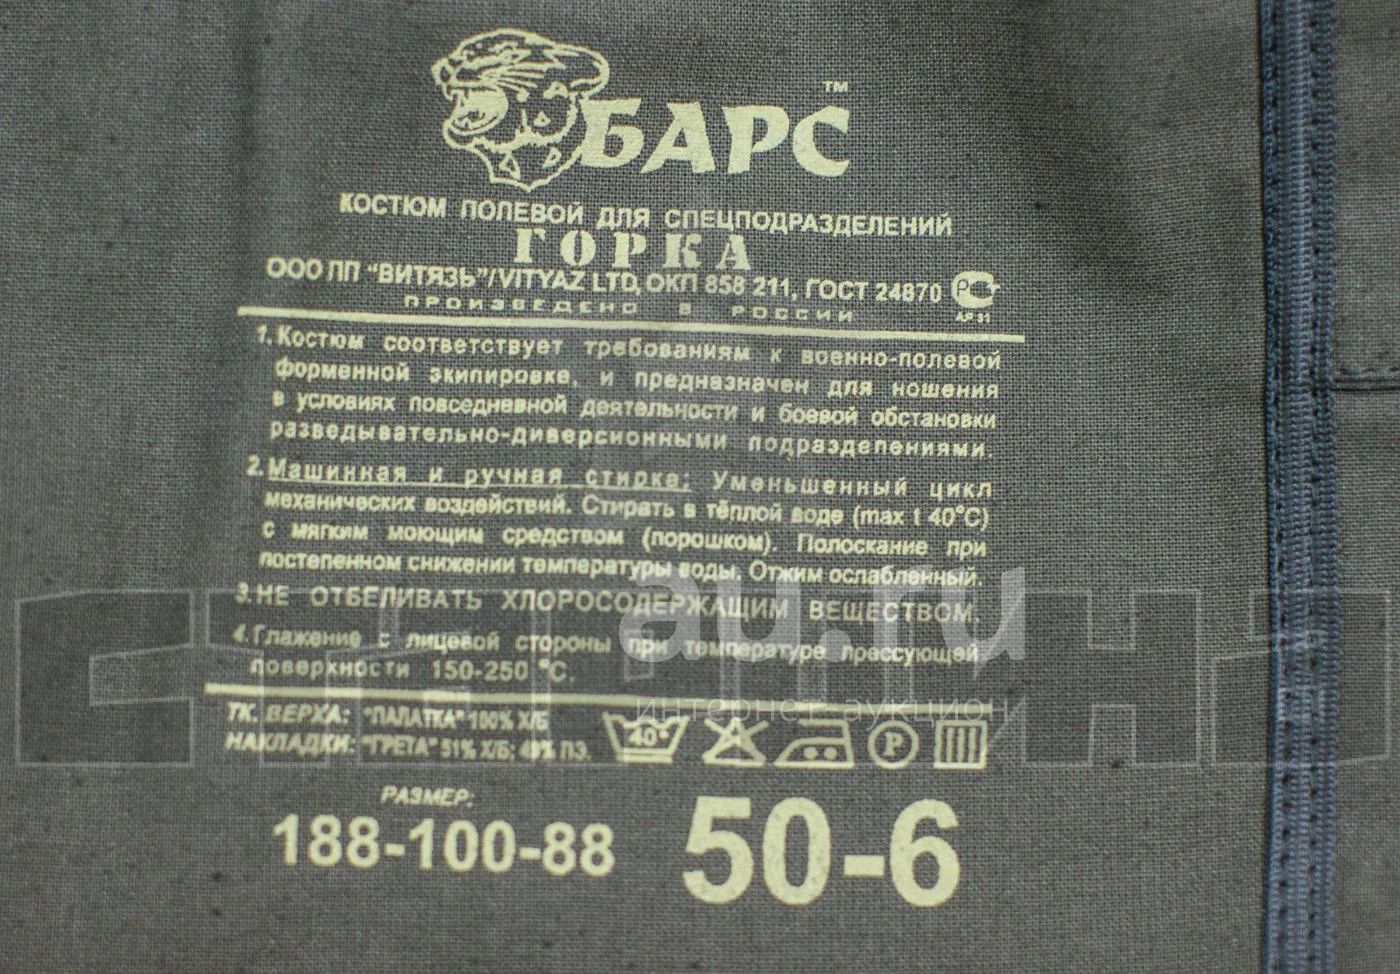 БАРС™
КОСТЮМ ПОЛЕВОЙ ДЛЯ СПЕЦПОДРАЗДЕЛЕНИЙ
ГОРКА
ООО ПП "ВИТЯЗЬ"/VITYAZ LTD, ОКП 858 211, ГОСТ 24870
РСТ
АР 51
ПРОИЗВЕДЕНО В РОССИИ
1. Костюм соответствует требованиям к военно-полевой
форменной экипировке, и предназначен для ношения
в условиях повседневной деятельности и боевой обстановки
разведывательно-диверсионными подразделениями.
2. Машинная и ручная стирка: Уменьшенный цикл
механических воздействий. Стирать в тёплой воде (max t 40°С)
с мягким моющим средством (порошком). Полоскание при
постепенном снижении температуры воды. Отжим ослабленный.
3. НЕ ОТБЕЛИВАТЬ ХЛОРОСОДЕРЖАЩИМ ВЕЩЕСТВОМ.
4. Глажение с лицевой стороны при температуре прессующей
поверхности 150-250 °С.
au.ru
интернет аукцион
ТК. ВЕРХА: "ПАЛАТКА" 100% Х/Б
НАКЛАДКИ: "ГРЕТА" 51% Х/Б; 49% ПЭ.
40°
P
РАЗМЕР:
188-100-88
50-6